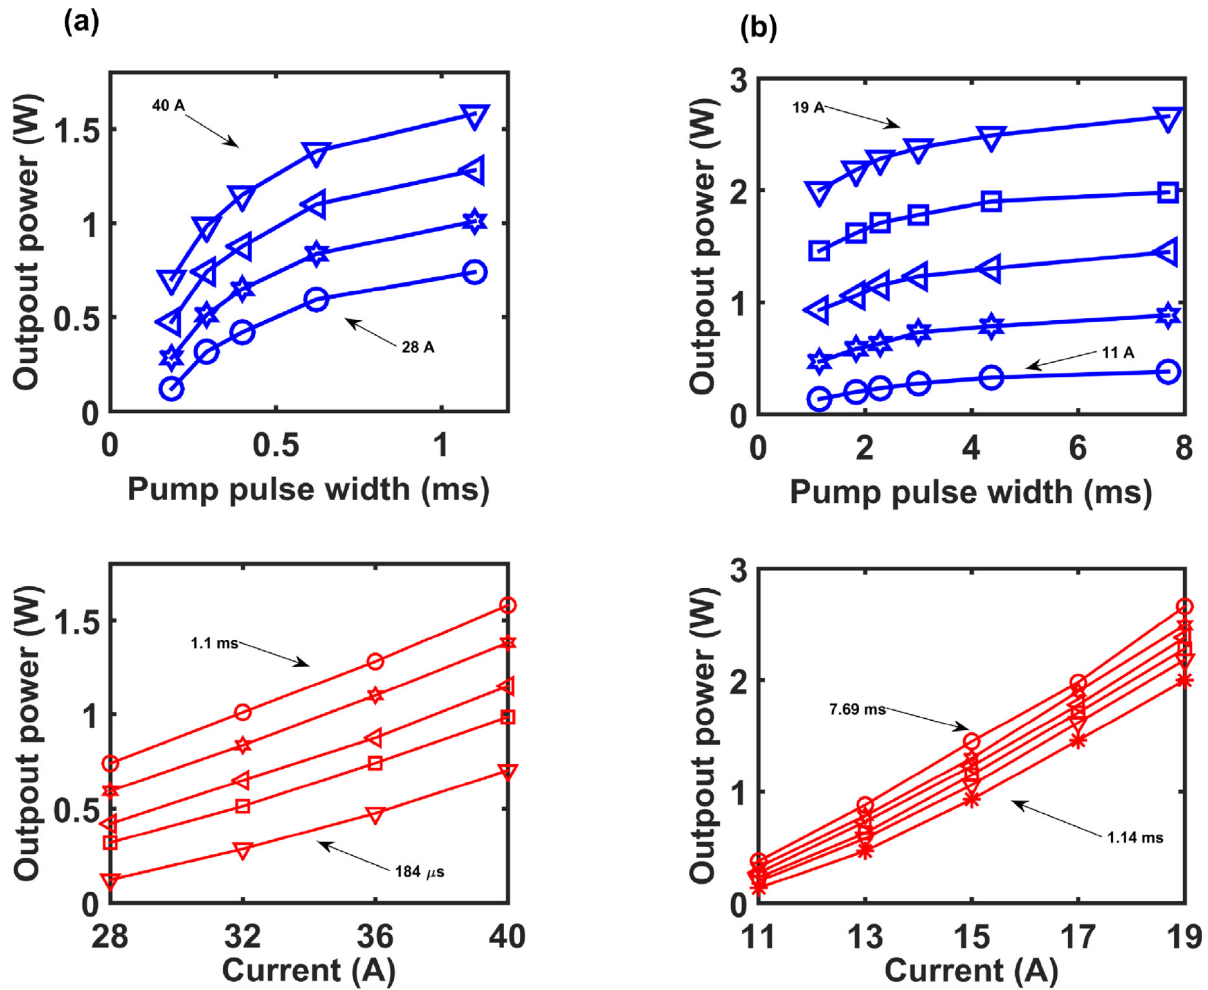 (a)
Outpout power (W)
1.5
1
0.5
0
40 A
28 A
0
0.5
1
Pump pulse width (ms)
(b)
Outpout power (W)
3
2
1
0
19 A
11 A
0
2
4
6
8
Pump pulse width (ms)
Outpout power (W)
1.5
1
0.5
0
1.1 ms
184 μs
28
32
36
40
Current (A)
Outpout power (W)
3
2
1
0
7.69 ms
1.14 ms
11
13
15
17
19
Current (A)